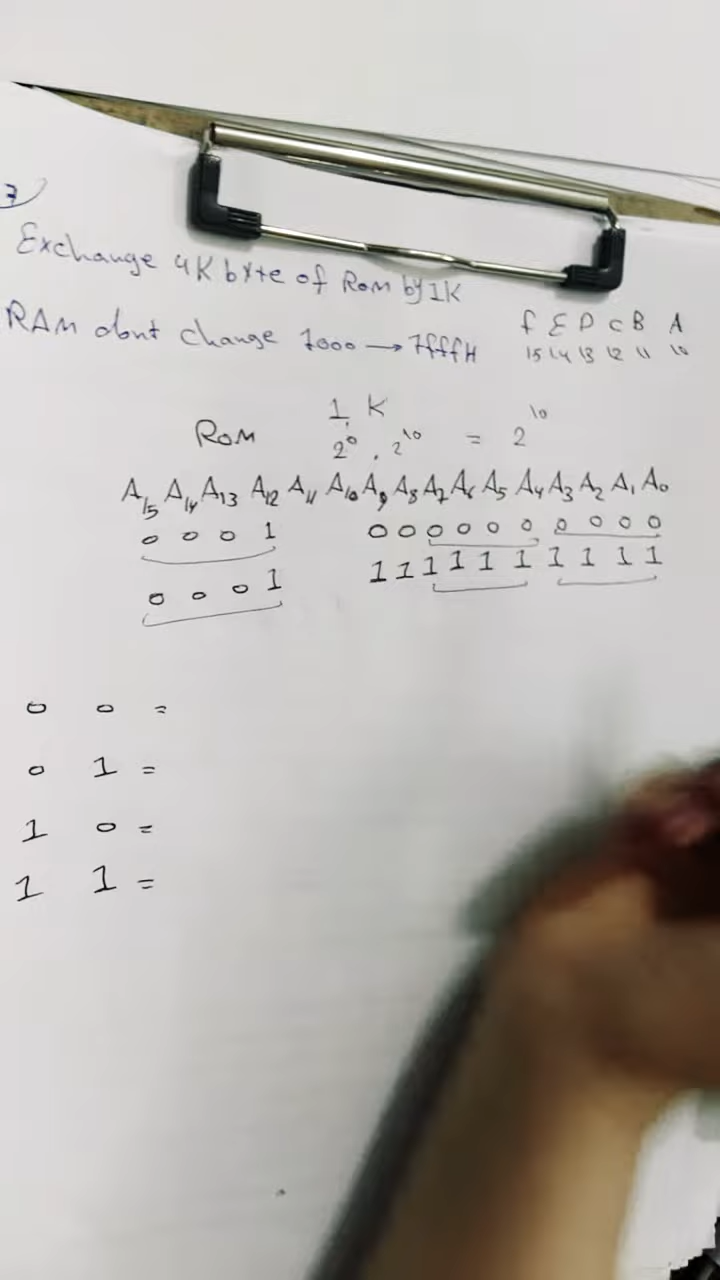 7
Exchange 4K byte of Rom by 1K
RAM dont change 7000 → 7fffH
f E D C B A
15 14 13 12 11 10
Rom
1 K
2⁰ . 2¹⁰ = 2¹⁰
A₁₅ A₁₄ A₁₃ A₁₂ A₁₁ A₁₀ A₉ A₈ A₇ A₆ A₅ A₄ A₃ A₂ A₁ A₀
0 0 0 1 0 0 0 0 0 0 0 0 0 0
0 0 0 1 1 1 1 1 1 1 1 1 1 1
0 0 =
0 1 =
1 0 =
1 1 =